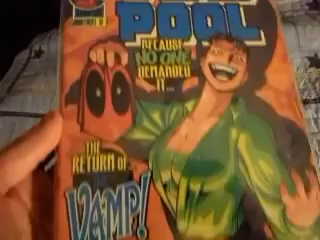 POOL
BECAUSE
NO ONE
DEMANDED
IT...
THE
RETURN OF...
VAMP!